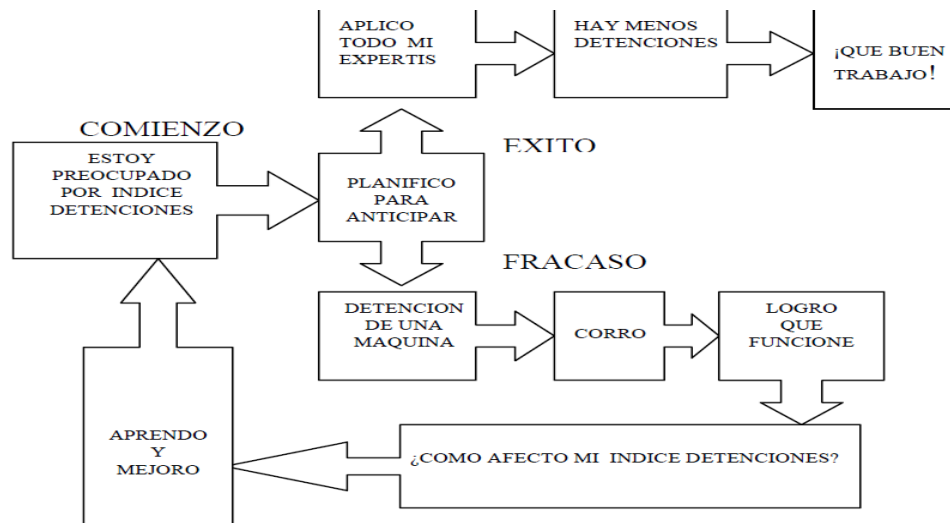 APLICO
TODO MI
EXPERTIS
HAY MENOS
DETENCIONES
¡QUE BUEN
TRABAJO!
COMIENZO
ESTOY
PREOCUPADO
POR INDICE
DETENCIONES
EXITO
PLANIFICO
PARA
ANTICIPAR
FRACASO
DETENCION
DE UNA
MAQUINA
CORRO
LOGRO
QUE
FUNCIONE
¿COMO AFECTO MI INDICE DETENCIONES?
APRENDO
Y
MEJORO